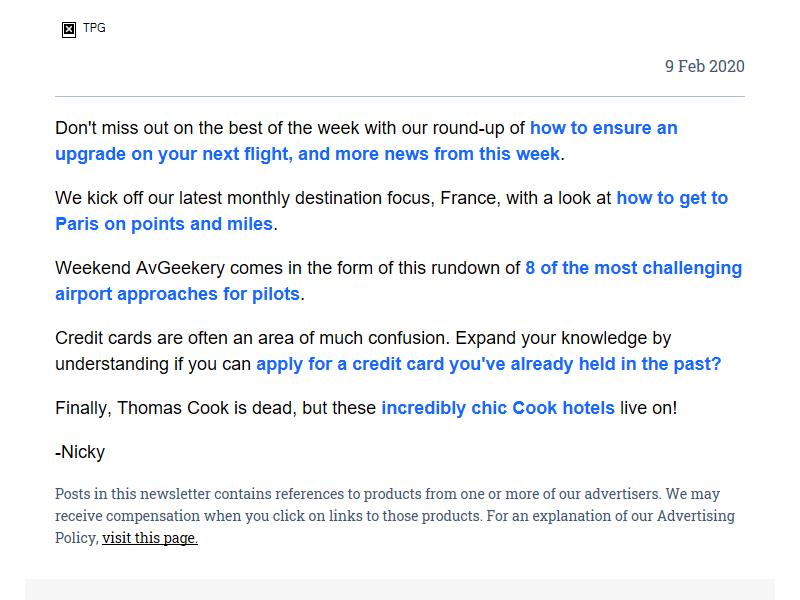 TPG
9 Feb 2020
Don't miss out on the best of the week with our round-up of how to ensure an
upgrade on your next flight, and more news from this week.
We kick off our latest monthly destination focus, France, with a look at how to get to
Paris on points and miles.
Weekend AvGeekery comes in the form of this rundown of 8 of the most challenging
airport approaches for pilots.
Credit cards are often an area of much confusion. Expand your knowledge by
understanding if you can apply for a credit card you've already held in the past?
Finally, Thomas Cook is dead, but these incredibly chic Cook hotels live on!
-Nicky
Posts in this newsletter contains references to products from one or more of our advertisers. We may
receive compensation when you click on links to those products. For an explanation of our Advertising
Policy, visit this page.